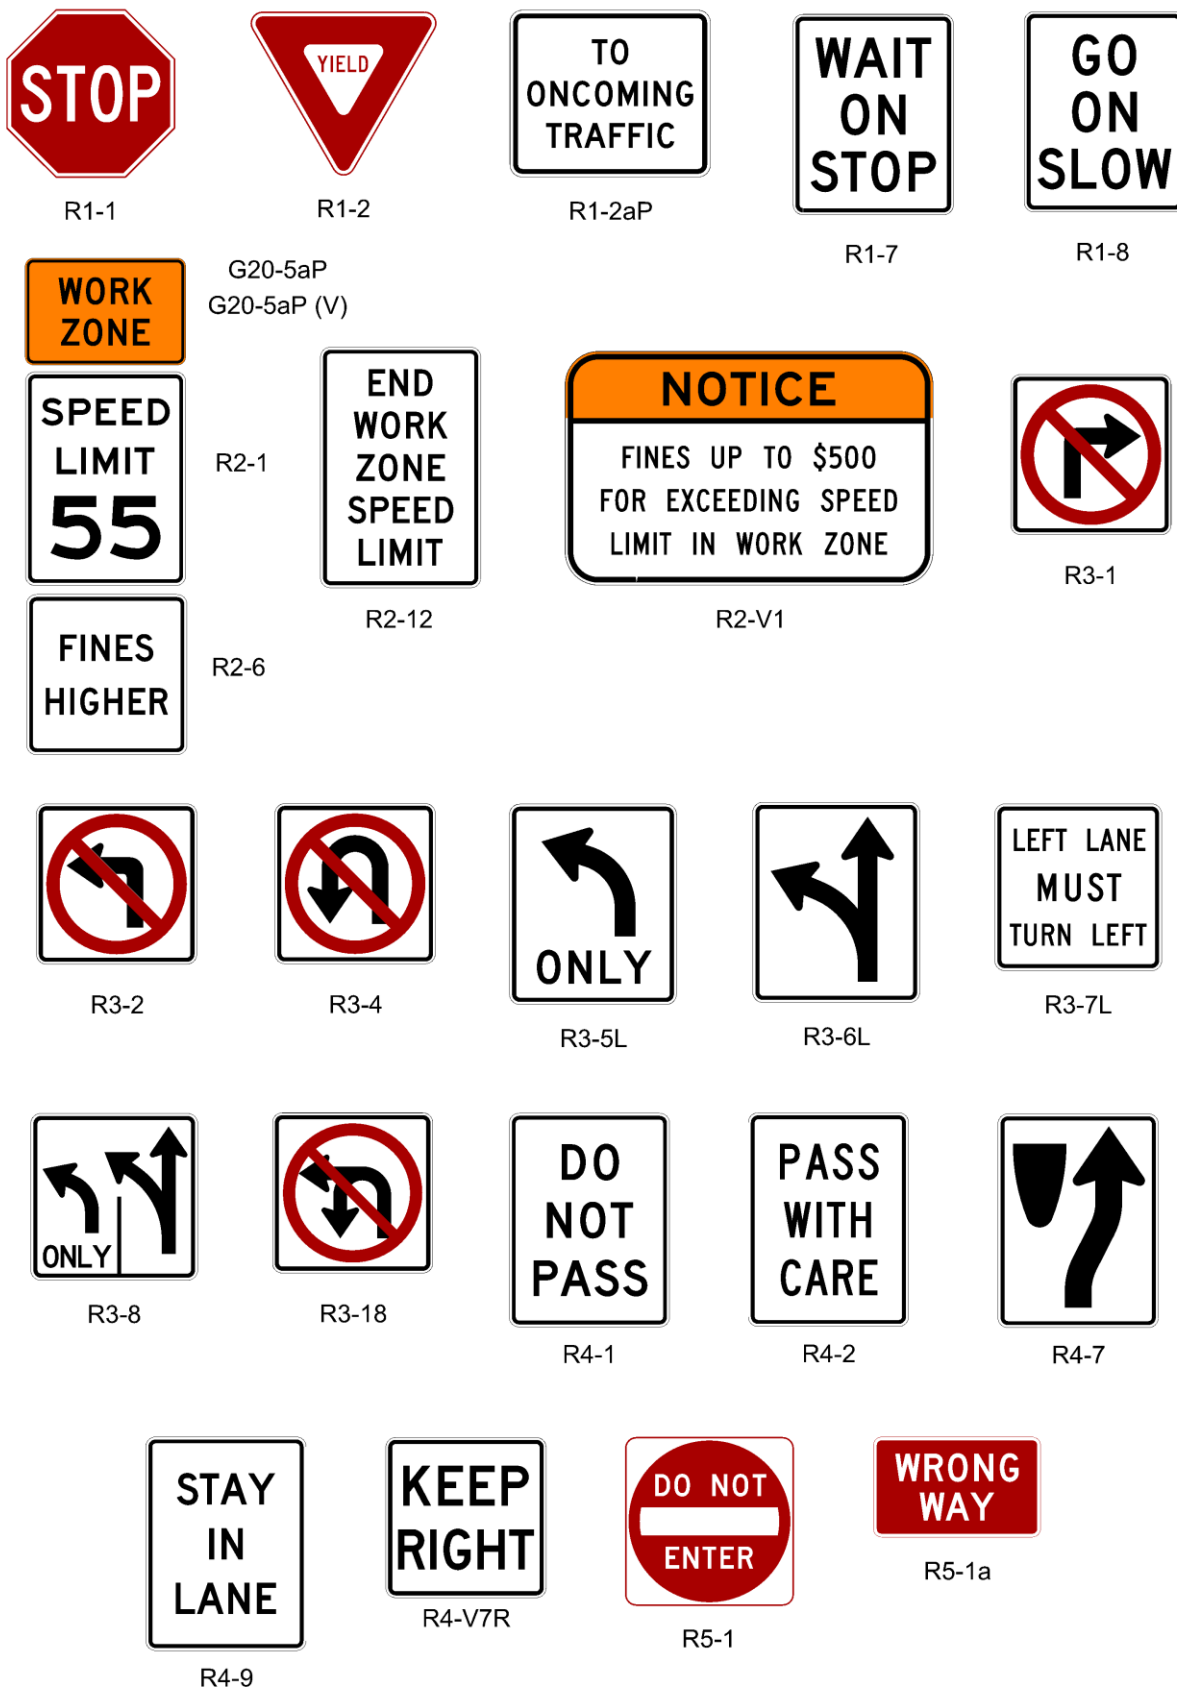 STOP
R1-1
YIELD
R1-2
TO
ONCOMING
TRAFFIC
R1-2aP
WAIT
ON
STOP
R1-7
GO
ON
SLOW
R1-8
WORK
ZONE
G20-5aP
G20-5aP (V)
SPEED
LIMIT
55
R2-1
FINES
HIGHER
R2-6
END
WORK
ZONE
SPEED
LIMIT
R2-12
NOTICE
FINES UP TO $500
FOR EXCEEDING SPEED
LIMIT IN WORK ZONE
R2-V1
R3-1
R3-2
R3-4
ONLY
R3-5L
R3-6L
LEFT LANE
MUST
TURN LEFT
R3-7L
ONLY
R3-8
R3-18
DO
NOT
PASS
R4-1
PASS
WITH
CARE
R4-2
R4-7
STAY
IN
LANE
R4-9
KEEP
RIGHT
R4-V7R
DO NOT
ENTER
R5-1
WRONG
WAY
R5-1a